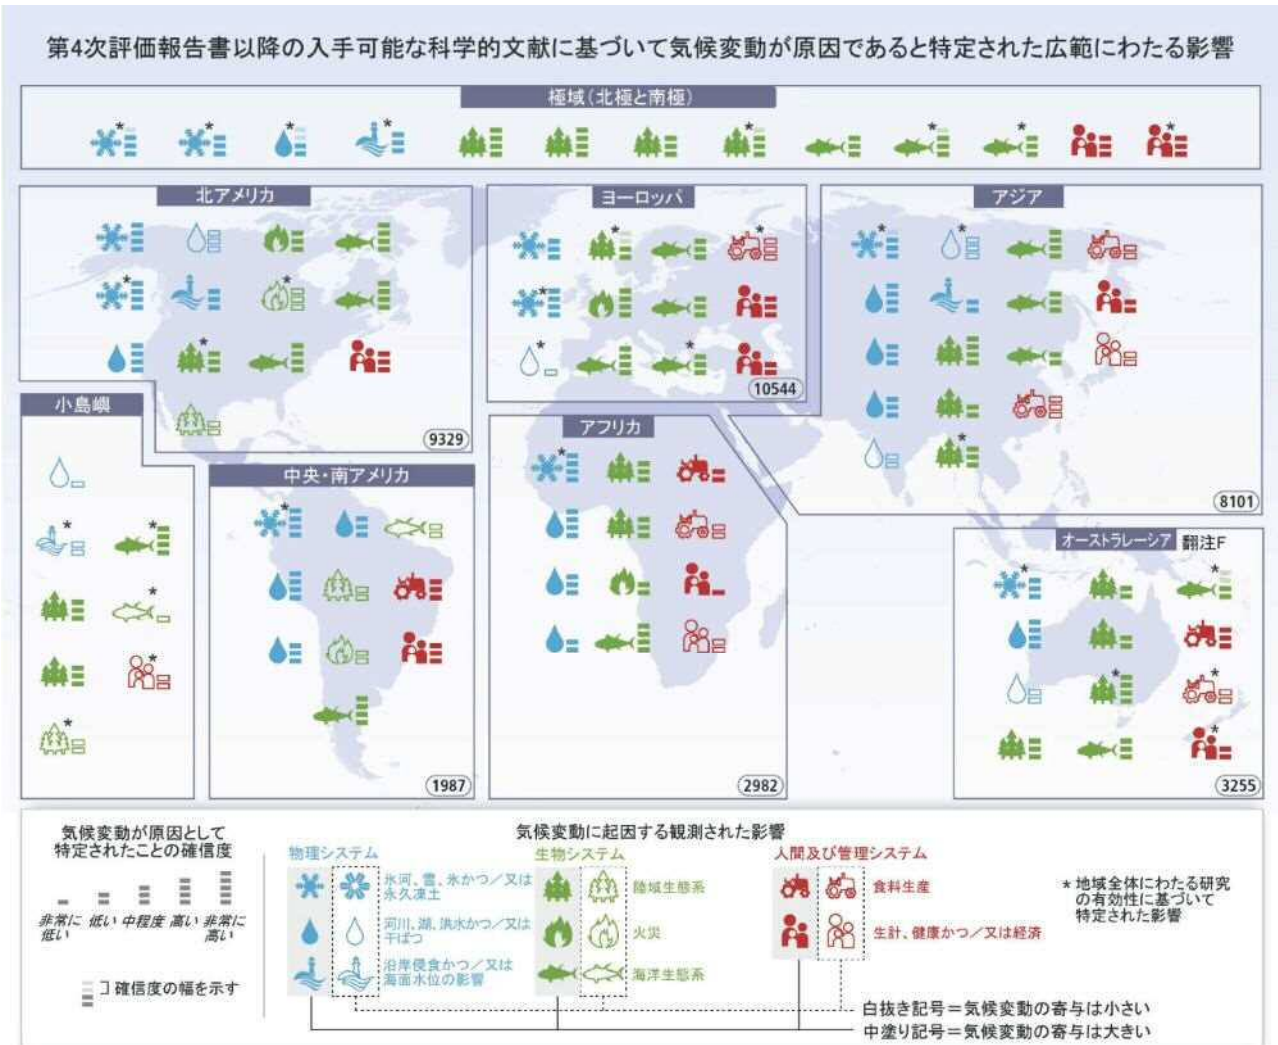 第4次評価報告書以降の入手可能な科学的文献に基づいて気候変動が原因であると特定された広範にわたる影響
極域(北極と南極)
*
*
*
*
*
*
*
*
北アメリカ
*
*
*
9329
ヨーロッパ
*
*
*
*
*
*
10544
アジア
*
*
*
8101
小島嶼
*
*
*
*
*
中央・南アメリカ
*
1987
アフリカ
*
2982
オーストラレーシア 翻注F
*
*
*
*
*
3255
気候変動が原因として
特定されたことの確信度
非常に
低い
低い
中程度
高い
非常に
高い
] 確信度の幅を示す
気候変動に起因する観測された影響
物理システム
氷河、雪、氷かつ/又は
永久凍土
河川、湖、洪水かつ/又は
干ばつ
沿岸侵食かつ/又は
海面水位の影響
生物システム
陸域生態系
火災
海洋生態系
人間及び管理システム
食料生産
生計、健康かつ/又は経済
* 地域全体にわたる研究
の有効性に基づいて
特定された影響
白抜き記号=気候変動の寄与は小さい
中塗り記号=気候変動の寄与は大きい